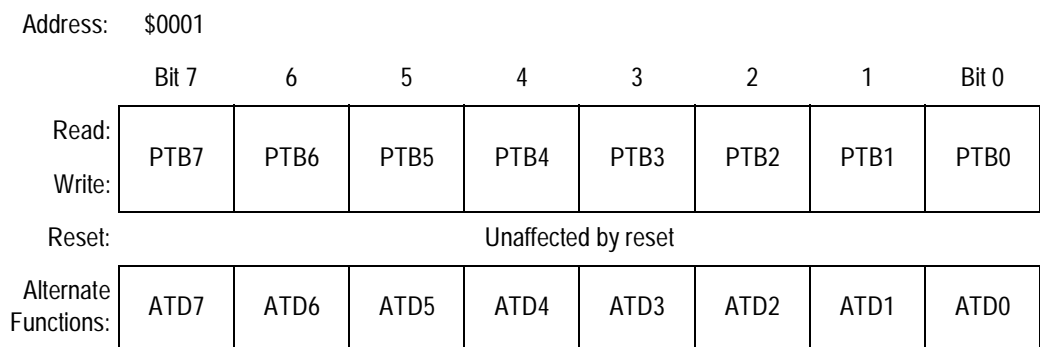 Address: $0001
Bit 7 6 5 4 3 2 1 Bit 0
Read:
PTB7 PTB6 PTB5 PTB4 PTB3 PTB2 PTB1 PTB0
Write:
Reset: Unaffected by reset
Alternate
Functions: ATD7 ATD6 ATD5 ATD4 ATD3 ATD2 ATD1 ATD0